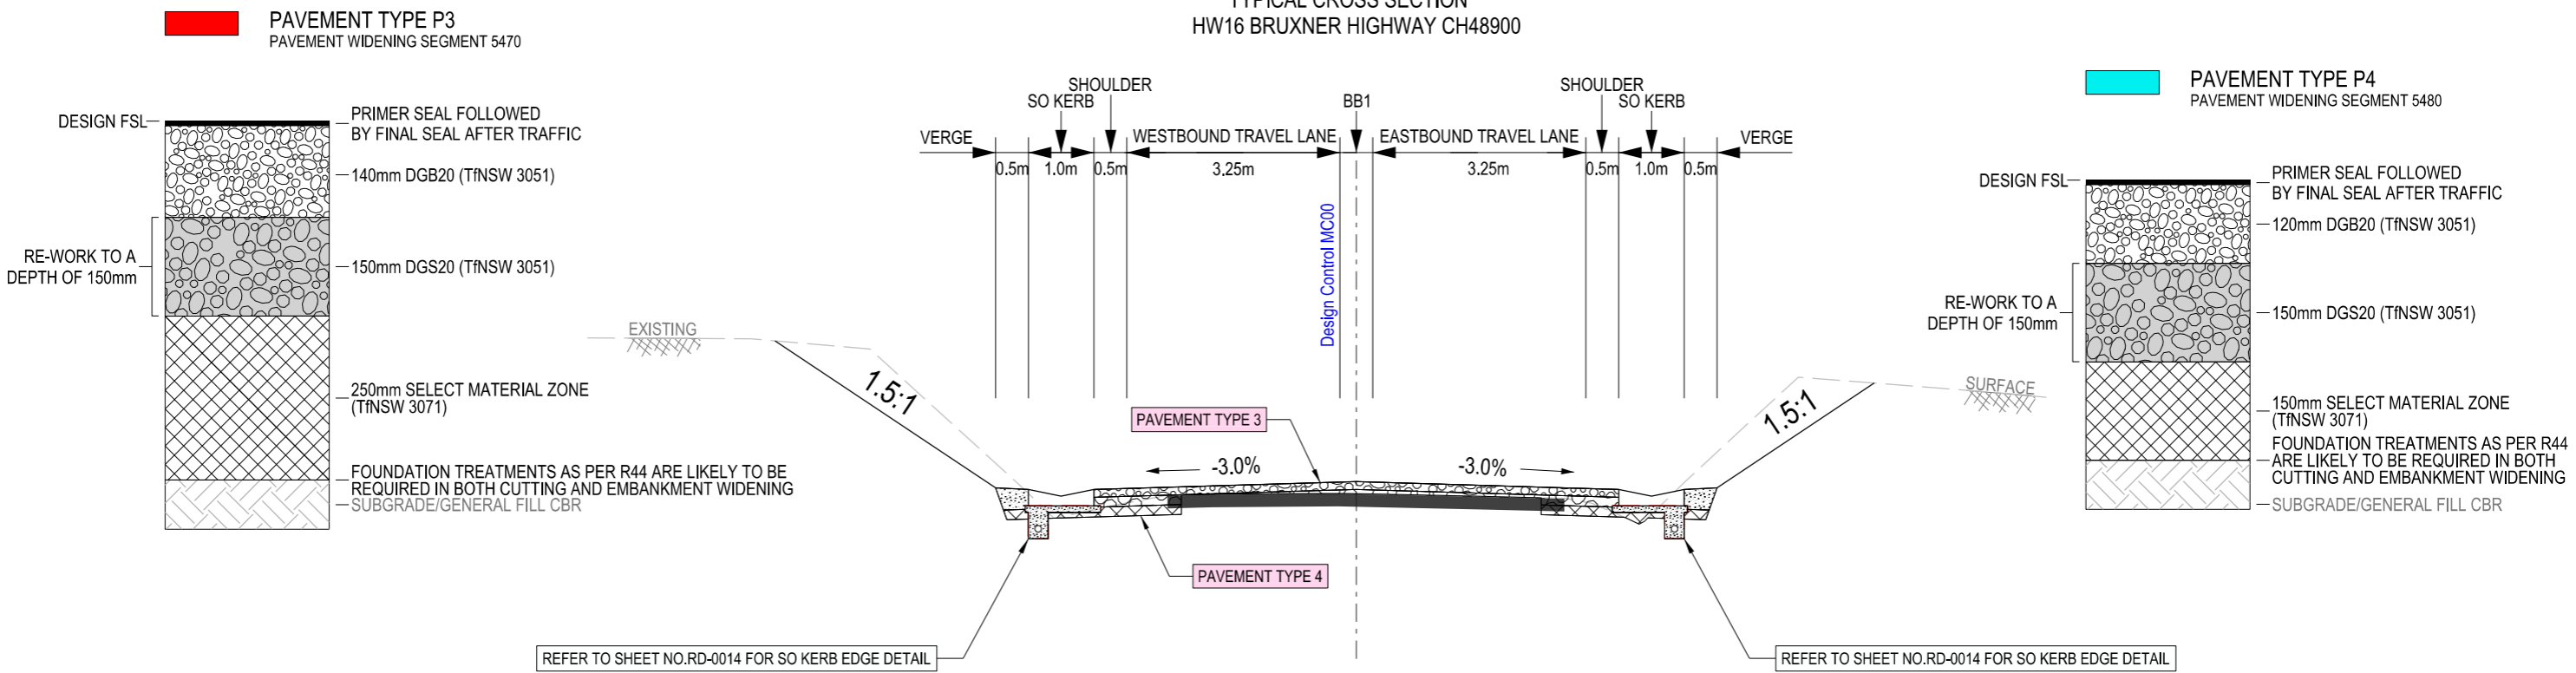 TYPICAL CROSS SECTION
HW16 BRUXNER HIGHWAY CH48900
PAVEMENT TYPE P3
PAVEMENT WIDENING SEGMENT 5470
DESIGN FSL
PRIMER SEAL FOLLOWED
BY FINAL SEAL AFTER TRAFFIC
140mm DGB20 (TfNSW 3051)
RE-WORK TO A
DEPTH OF 150mm
150mm DGS20 (TfNSW 3051)
250mm SELECT MATERIAL ZONE
(TfNSW 3071)
FOUNDATION TREATMENTS AS PER R44 ARE LIKELY TO BE
REQUIRED IN BOTH CUTTING AND EMBANKMENT WIDENING
SUBGRADE/GENERAL FILL CBR
SHOULDER
SO KERB
BB1
SHOULDER
SO KERB
VERGE
WESTBOUND TRAVEL LANE
EASTBOUND TRAVEL LANE
VERGE
0.5m
1.0m
0.5m
3.25m
3.25m
0.5m
1.0m
0.5m
Design Control MC00
EXISTING
1.5:1
SURFACE
1.5:1
PAVEMENT TYPE 3
-3.0%
-3.0%
PAVEMENT TYPE 4
REFER TO SHEET NO.RD-0014 FOR SO KERB EDGE DETAIL
REFER TO SHEET NO.RD-0014 FOR SO KERB EDGE DETAIL
PAVEMENT TYPE P4
PAVEMENT WIDENING SEGMENT 5480
DESIGN FSL
PRIMER SEAL FOLLOWED
BY FINAL SEAL AFTER TRAFFIC
120mm DGB20 (TfNSW 3051)
RE-WORK TO A
DEPTH OF 150mm
150mm DGS20 (TfNSW 3051)
150mm SELECT MATERIAL ZONE
(TfNSW 3071)
FOUNDATION TREATMENTS AS PER R44
ARE LIKELY TO BE REQUIRED IN BOTH
CUTTING AND EMBANKMENT WIDENING
SUBGRADE/GENERAL FILL CBR